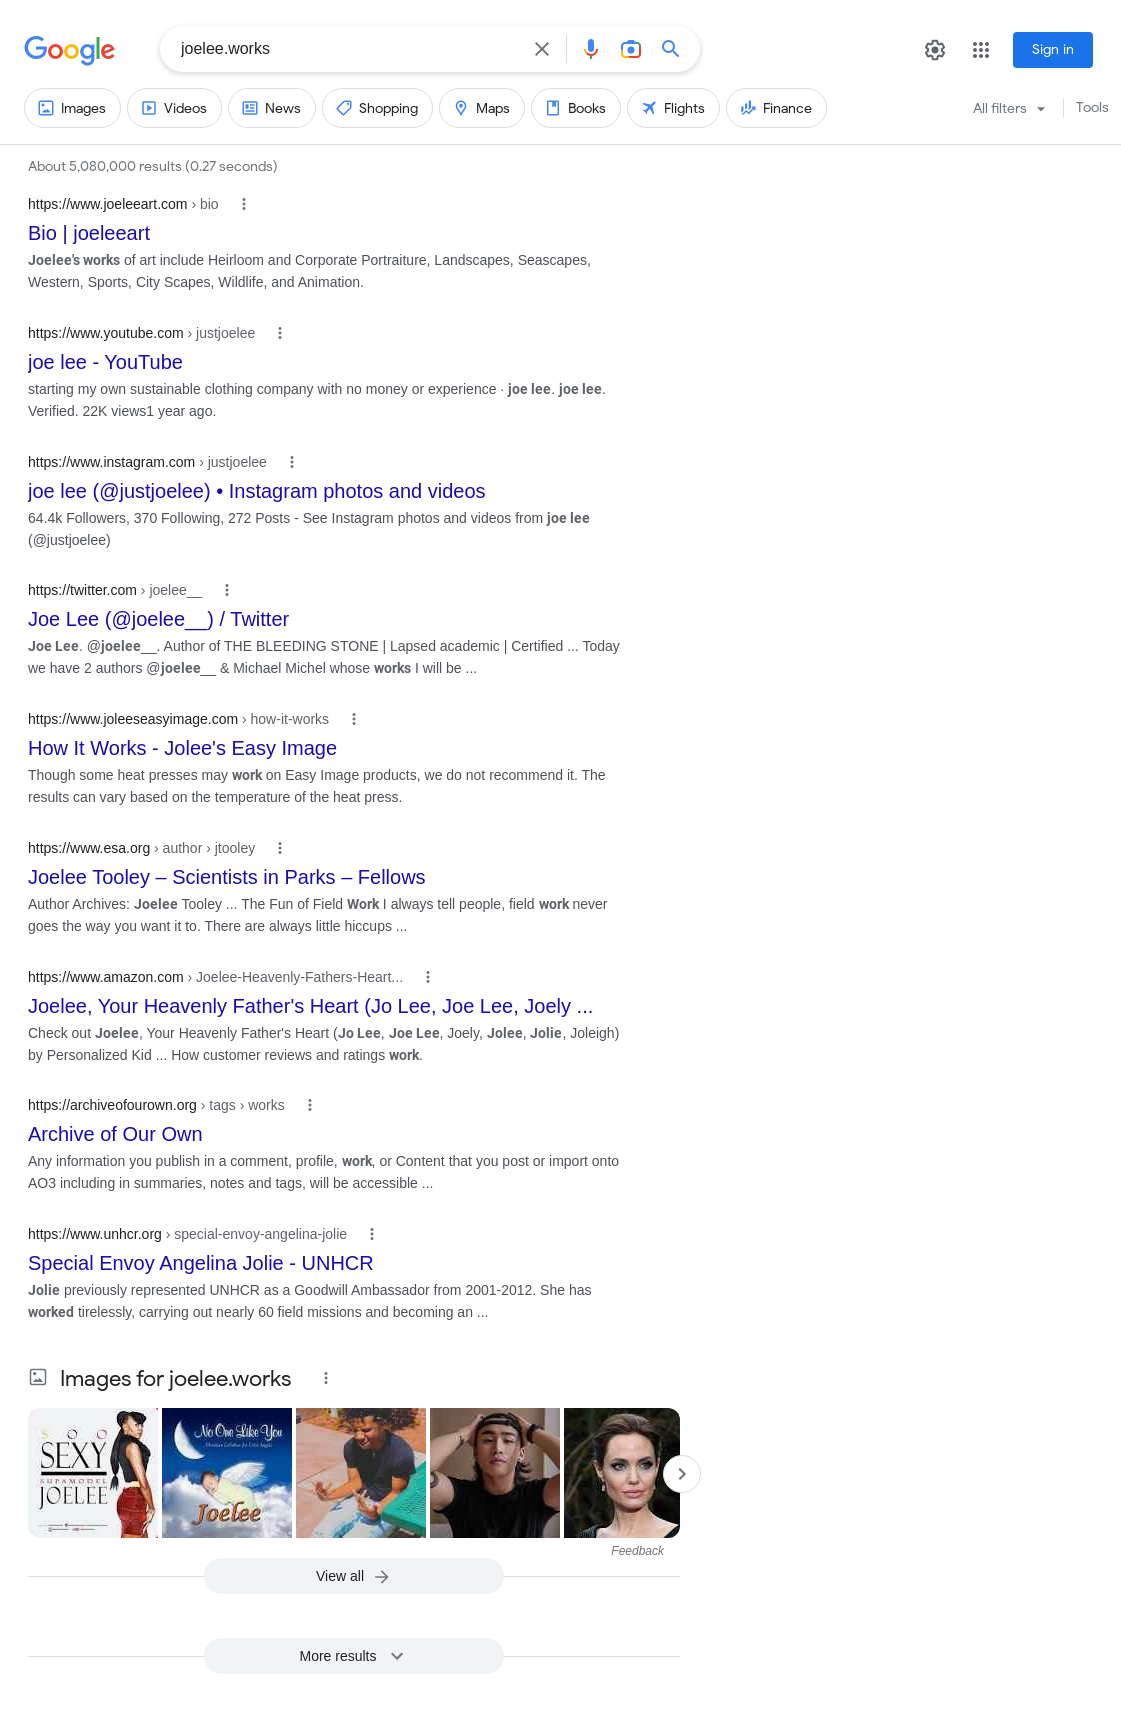 Google
joelee.works
Sign in
Images Videos News Shopping Maps Books Flights Finance All filters Tools
About 5,080,000 results (0.27 seconds)
https://www.joeleeart.com › bio
Bio | joeleeart
Joelee's works of art include Heirloom and Corporate Portraiture, Landscapes, Seascapes,
Western, Sports, City Scapes, Wildlife, and Animation.
https://www.youtube.com › justjoelee
joe lee - YouTube
starting my own sustainable clothing company with no money or experience · joe lee. joe lee.
Verified. 22K views1 year ago.
https://www.instagram.com › justjoelee
joe lee (@justjoelee) • Instagram photos and videos
64.4k Followers, 370 Following, 272 Posts - See Instagram photos and videos from joe lee
(@justjoelee)
https://twitter.com › joelee__
Joe Lee (@joelee__) / Twitter
Joe Lee. @joelee__. Author of THE BLEEDING STONE | Lapsed academic | Certified ... Today
we have 2 authors @joelee__ & Michael Michel whose works I will be ...
https://www.joleeseasyimage.com › how-it-works
How It Works - Jolee's Easy Image
Though some heat presses may work on Easy Image products, we do not recommend it. The
results can vary based on the temperature of the heat press.
https://www.esa.org › author › jtooley
Joelee Tooley – Scientists in Parks – Fellows
Author Archives: Joelee Tooley ... The Fun of Field Work I always tell people, field work never
goes the way you want it to. There are always little hiccups ...
https://www.amazon.com › Joelee-Heavenly-Fathers-Heart...
Joelee, Your Heavenly Father's Heart (Jo Lee, Joe Lee, Joely ...
Check out Joelee, Your Heavenly Father's Heart (Jo Lee, Joe Lee, Joely, Jolee, Jolie, Joleigh)
by Personalized Kid ... How customer reviews and ratings work.
https://archiveofourown.org › tags › works
Archive of Our Own
Any information you publish in a comment, profile, work, or Content that you post or import onto
AO3 including in summaries, notes and tags, will be accessible ...
https://www.unhcr.org › special-envoy-angelina-jolie
Special Envoy Angelina Jolie - UNHCR
Jolie previously represented UNHCR as a Goodwill Ambassador from 2001-2012. She has
worked tirelessly, carrying out nearly 60 field missions and becoming an ...
Images for joelee.works
SOO
SEXY
SUPAMODEL
JOELEE
No One Like You
Joelee
Feedback
View all
More results